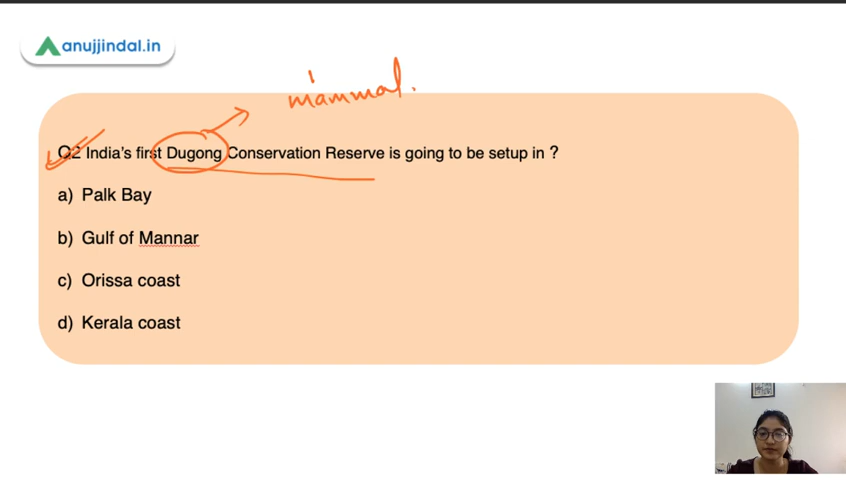 anujjindal.in
mammal.
Q2 India's first Dugong Conservation Reserve is going to be setup in ?
a) Palk Bay
b) Gulf of Mannar
c) Orissa coast
d) Kerala coast